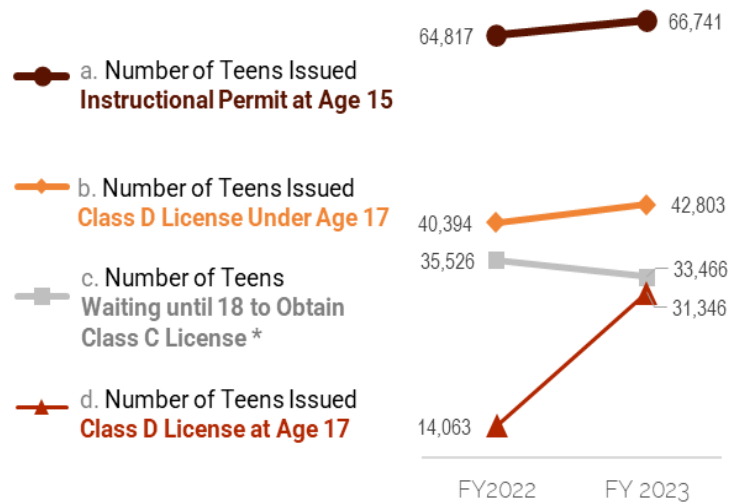 64,817
66,741
a. Number of Teens Issued
Instructional Permit at Age 15
b. Number of Teens Issued
Class D License Under Age 17
40,394
42,803
c. Number of Teens
Waiting until 18 to Obtain
Class C License *
35,526
33,466
31,346
d. Number of Teens Issued
Class D License at Age 17
14,063
FY2022
FY 2023